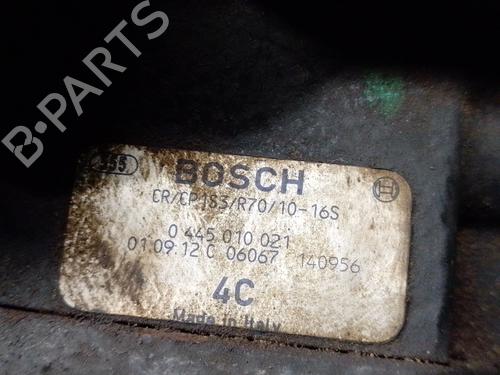 BOSCH
CR/CP1S3/R70/10-16S
0 445 010 021
01 09 12 C 06067 140956
4C
Made in Italy
B-PARTS